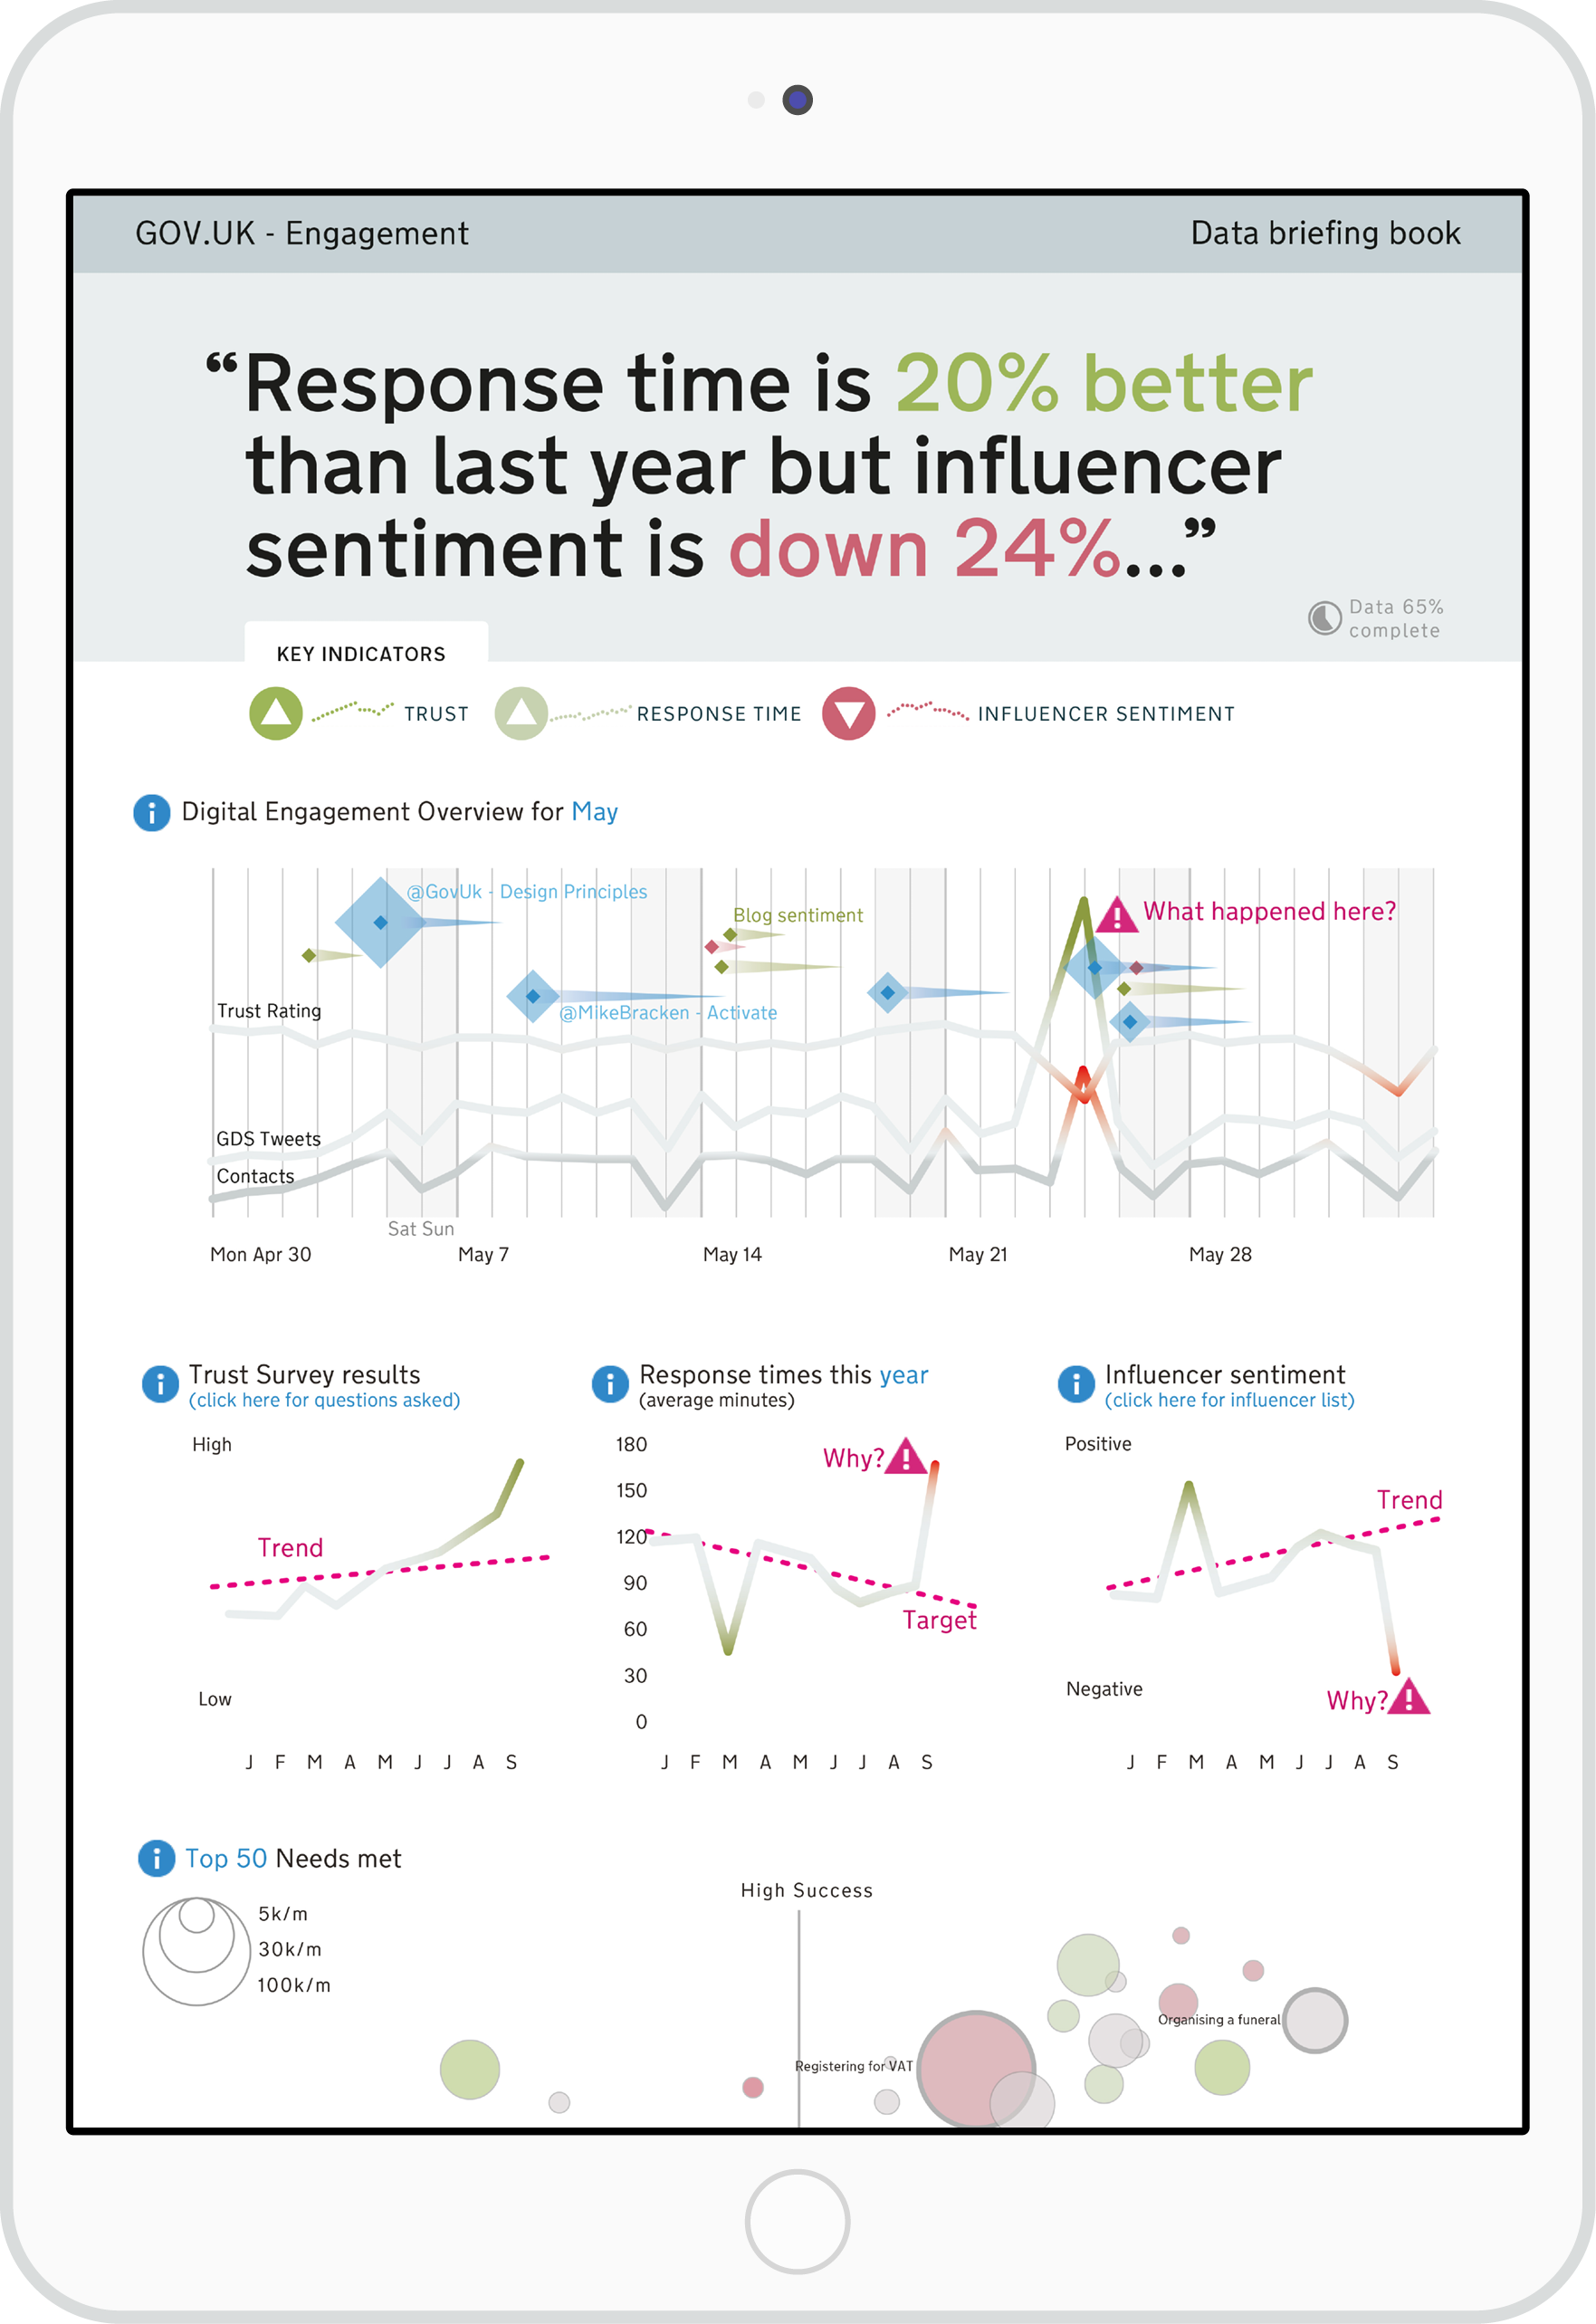 GOV.UK - Engagement
Data briefing book
“Response time is 20% better
than last year but influencer
sentiment is down 24%...”
Data 65%
complete
KEY INDICATORS
TRUST
RESPONSE TIME
INFLUENCER SENTIMENT
Digital Engagement Overview for May
@GovUk - Design Principles
Blog sentiment
What happened here?
@MikeBracken - Activate
Trust Rating
GDS Tweets
Contacts
Sat Sun
Mon Apr 30
May 7
May 14
May 21
May 28
Trust Survey results
(click here for questions asked)
High
Trend
Low
J F M A M J J A S
Response times this year
(average minutes)
180
150
120
90
60
30
0
Why?
Target
J F M A M J J A S
Influencer sentiment
(click here for influencer list)
Positive
Trend
Negative
Why?
J F M A M J J A S
Top 50 Needs met
5k/m
30k/m
100k/m
High Success
Organising a funeral
Registering for VAT